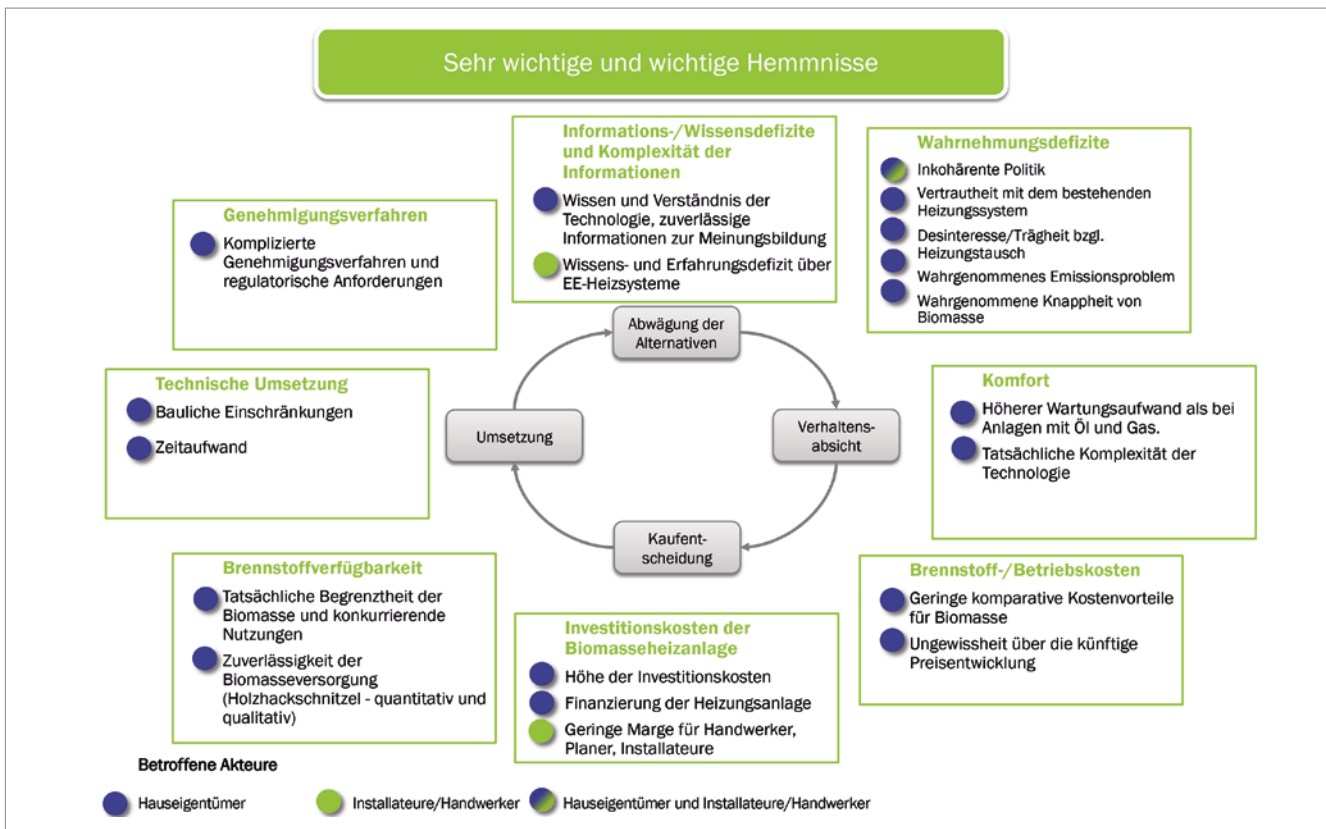 Sehr wichtige und wichtige Hemmnisse
Informations-/Wissensdefizite
und Komplexität der
Informationen
Wissen und Verständnis der
Technologie, zuverlässige
Informationen zur Meinungsbildung
Wissens- und Erfahrungsdefizit über
EE-Heizsysteme
Wahrnehmungsdefizite
Inkohärente Politik
Vertrautheit mit dem bestehenden
Heizungssystem
Desinteresse/Trägheit bzgl.
Heizungstausch
Wahrgenommenes Emissionsproblem
Wahrgenommene Knappheit von
Biomasse
Genehmigungsverfahren
Komplizierte
Genehmigungsverfahren und
regulatorische Anforderungen
Abwägung der
Alternativen
Technische Umsetzung
Bauliche Einschränkungen
Zeitaufwand
Umsetzung
Verhaltens-
absicht
Komfort
Höherer Wartungsaufwand als bei
Anlagen mit Öl und Gas.
Tatsächliche Komplexität der
Technologie
Kaufent-
scheidung
Brennstoffverfügbarkeit
Tatsächliche Begrenztheit der
Biomasse und konkurrierende
Nutzungen
Zuverlässigkeit der
Biomasseversorgung
(Holzhackschnitzel - quantitativ und
qualitativ)
Investitionskosten der
Biomasseheizanlage
Höhe der Investitionskosten
Finanzierung der Heizungsanlage
Geringe Marge für Handwerker,
Planer, Installateure
Brennstoff-/Betriebskosten
Geringe komparative Kostenvorteile
für Biomasse
Ungewissheit über die künftige
Preisentwicklung
Betroffene Akteure
Hauseigentümer
Installateure/Handwerker
Hauseigentümer und Installateure/Handwerker